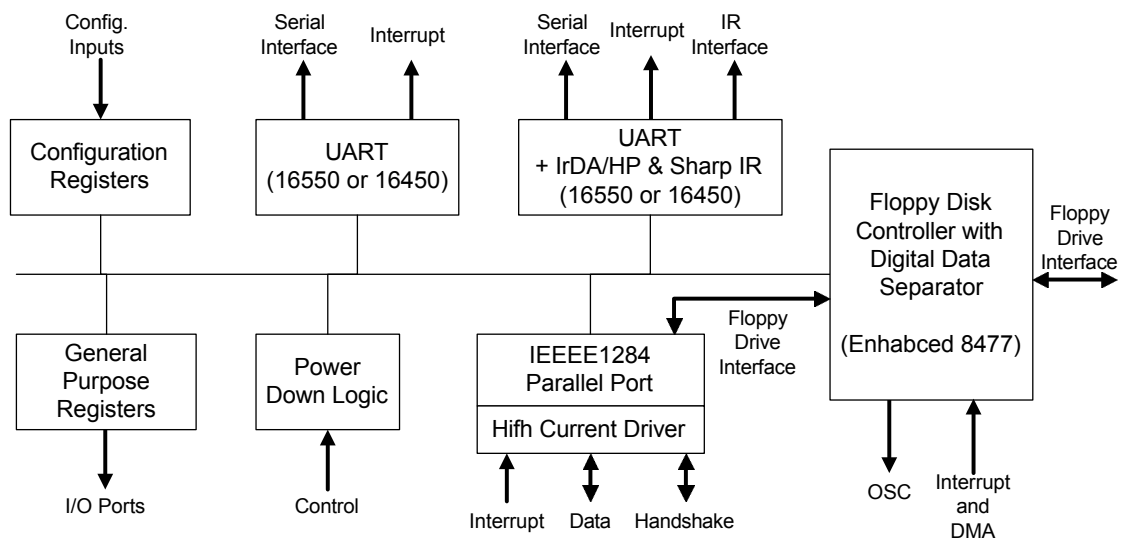 Config.
Inputs
Serial
Interface
Interrupt
Serial
Interface
Interrupt
IR
Interface
Configuration
Registers
UART
(16550 or 16450)
UART
+ IrDA/HP & Sharp IR
(16550 or 16450)
Floppy Disk
Controller with
Digital Data
Separator
(Enhabced 8477)
Floppy
Drive
Interface
General
Purpose
Registers
Power
Down Logic
IEEEE1284
Parallel Port
Hifh Current Driver
Floppy
Drive
Interface
I/O Ports
Control
Interrupt
Data
Handshake
OSC
Interrupt
and
DMA